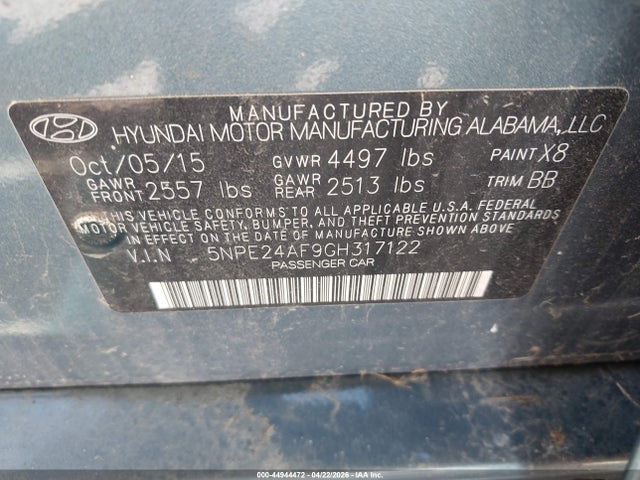 MANUFACTURED BY
HYUNDAI MOTOR MANUFACTURING ALABAMA, LLC
Oct/05/15 GVWR 4497 lbs PAINT X8
GAWR FRONT 2557 lbs GAWR REAR 2513 lbs TRIM BB
THIS VEHICLE CONFORMS TO ALL APPLICABLE U.S.A. FEDERAL
MOTOR VEHICLE SAFETY, BUMPER, AND THEFT PREVENTION STANDARDS
IN EFFECT ON THE DATE OF MANUFACTURE SHOWN ABOVE.
V.I.N 5NPE24AF9GH317122
PASSENGER CAR
000-44944472 04/22/2026 IAA Inc.